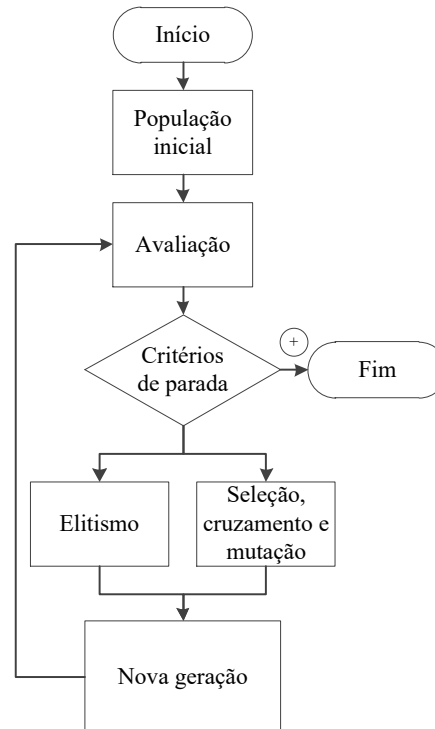 Início
População
inicial
Avaliação
Critérios
de parada
+
Fim
Elitismo
Seleção,
cruzamento e
mutação
Nova geração